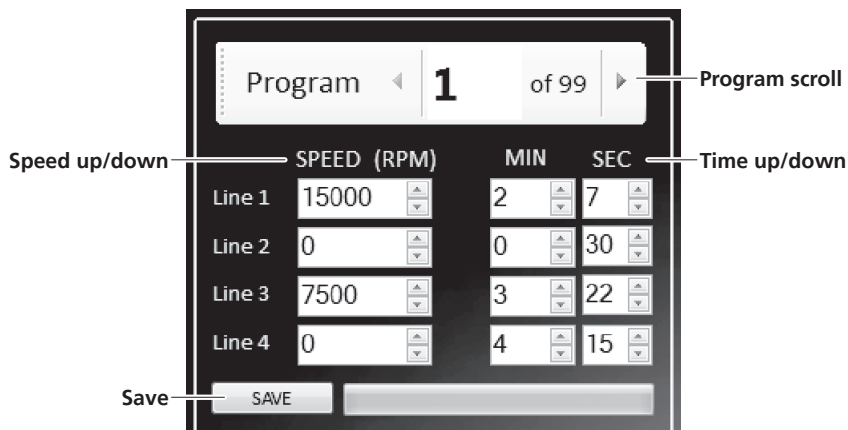 Program 1 of 99
Program scroll
Speed up/down SPEED (RPM) MIN SEC Time up/down
Line 1 15000 2 7
Line 2 0 0 30
Line 3 7500 3 22
Line 4 0 4 15
Save SAVE